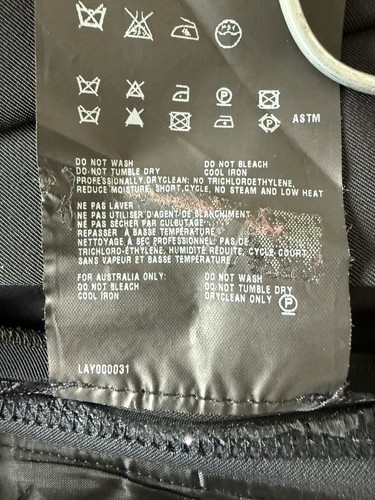 ASTM
DO NOT WASH DO NOT BLEACH
DO NOT TUMBLE DRY COOL IRON
PROFESSIONALLY DRYCLEAN: NO TRICHLOROETHYLENE,
REDUCE MOISTURE, SHORT CYCLE, NO STEAM AND LOW HEAT
NE PAS LAVER
NE PAS UTILISER D'AGENT DE BLANCHIMENT
NE PAS SÉCHER PAR CULBUTAGE
REPASSER À BASSE TEMPÉRATURE
NETTOYAGE À SEC PROFESSIONNEL: PAS DE
TRICHLORO-ÉTHYLENE, HUMIDITÉ RÉDUITE, CYCLE COURT,
SANS VAPEUR ET BASSE TEMPÉRATURE
FOR AUSTRALIA ONLY: DO NOT WASH
DO NOT BLEACH DO NOT TUMBLE DRY
COOL IRON DRYCLEAN ONLY P
LAY000031